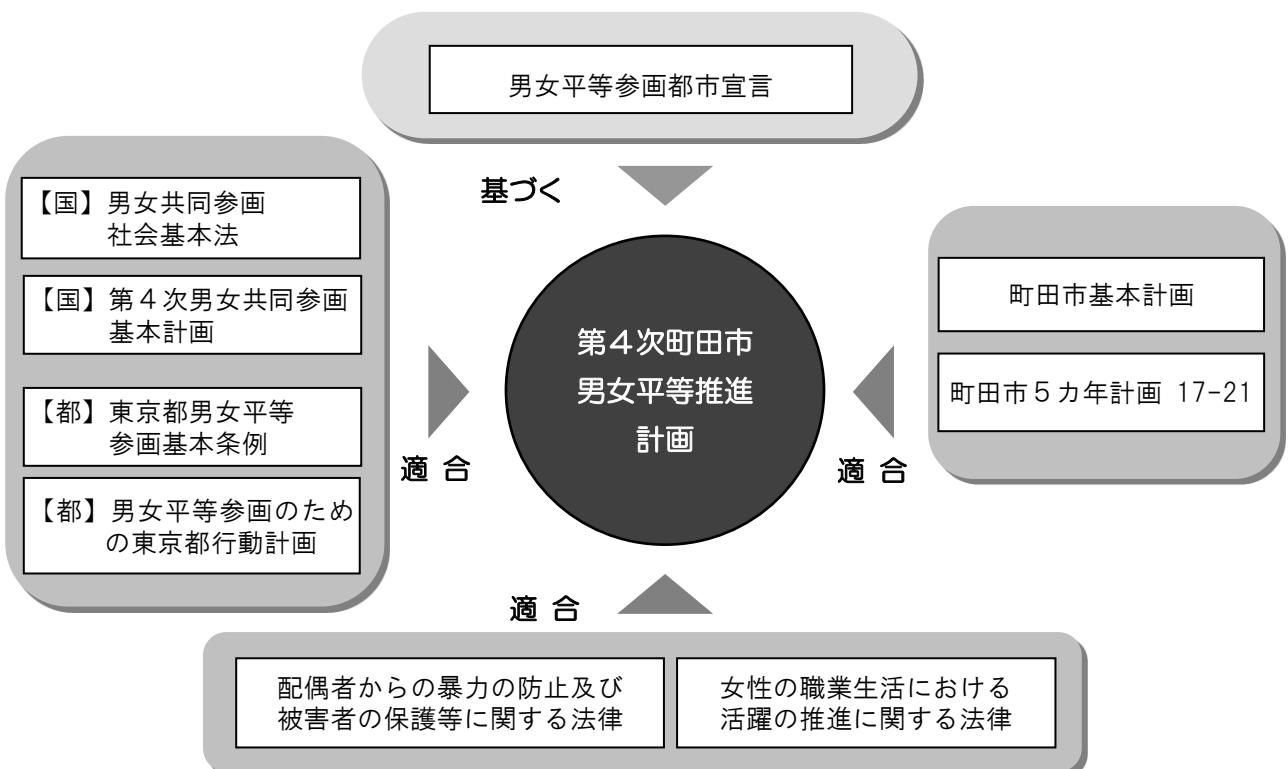 男女平等参画都市宣言
基づく
【国】男女共同参画
社会基本法
【国】第４次男女共同参画
基本計画
【都】東京都男女平等
参画基本条例
【都】男女平等参画のため
の東京都行動計画
適 合
第４次町田市
男女平等推進
計画
適 合
町田市基本計画
町田市５カ年計画 17-21
適 合
配偶者からの暴力の防止及び
被害者の保護等に関する法律
女性の職業生活における
活躍の推進に関する法律